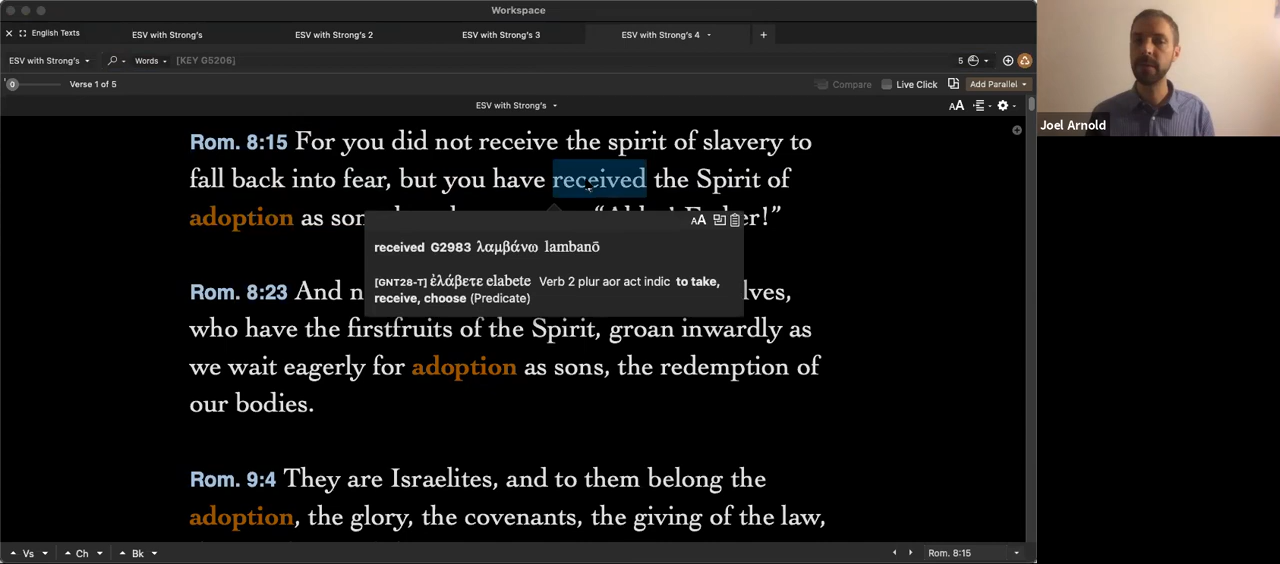 Workspace
English Texts
ESV with Strong's
ESV with Strong's 2
ESV with Strong's 3
ESV with Strong's 4
ESV with Strong's
Words
[KEY G5206]
5
0
Verse 1 of 5
Compare
Live Click
Add Parallel
ESV with Strong's
AA
Rom. 8:15 For you did not receive the spirit of slavery to
fall back into fear, but you have received the Spirit of
adoption as son
er!”
AA
received G2983 λαμβάνω lambanō
[GNT28-T] ἐλάβετε elabete Verb 2 plur aor act indic to take,
receive, choose (Predicate)
Rom. 8:23 And n
lves,
who have the firstfruits of the Spirit, groan inwardly as
we wait eagerly for adoption as sons, the redemption of
our bodies.
Rom. 9:4 They are Israelites, and to them belong the
adoption, the glory, the covenants, the giving of the law,
Vs
Ch
Bk
Rom. 8:15
Joel Arnold